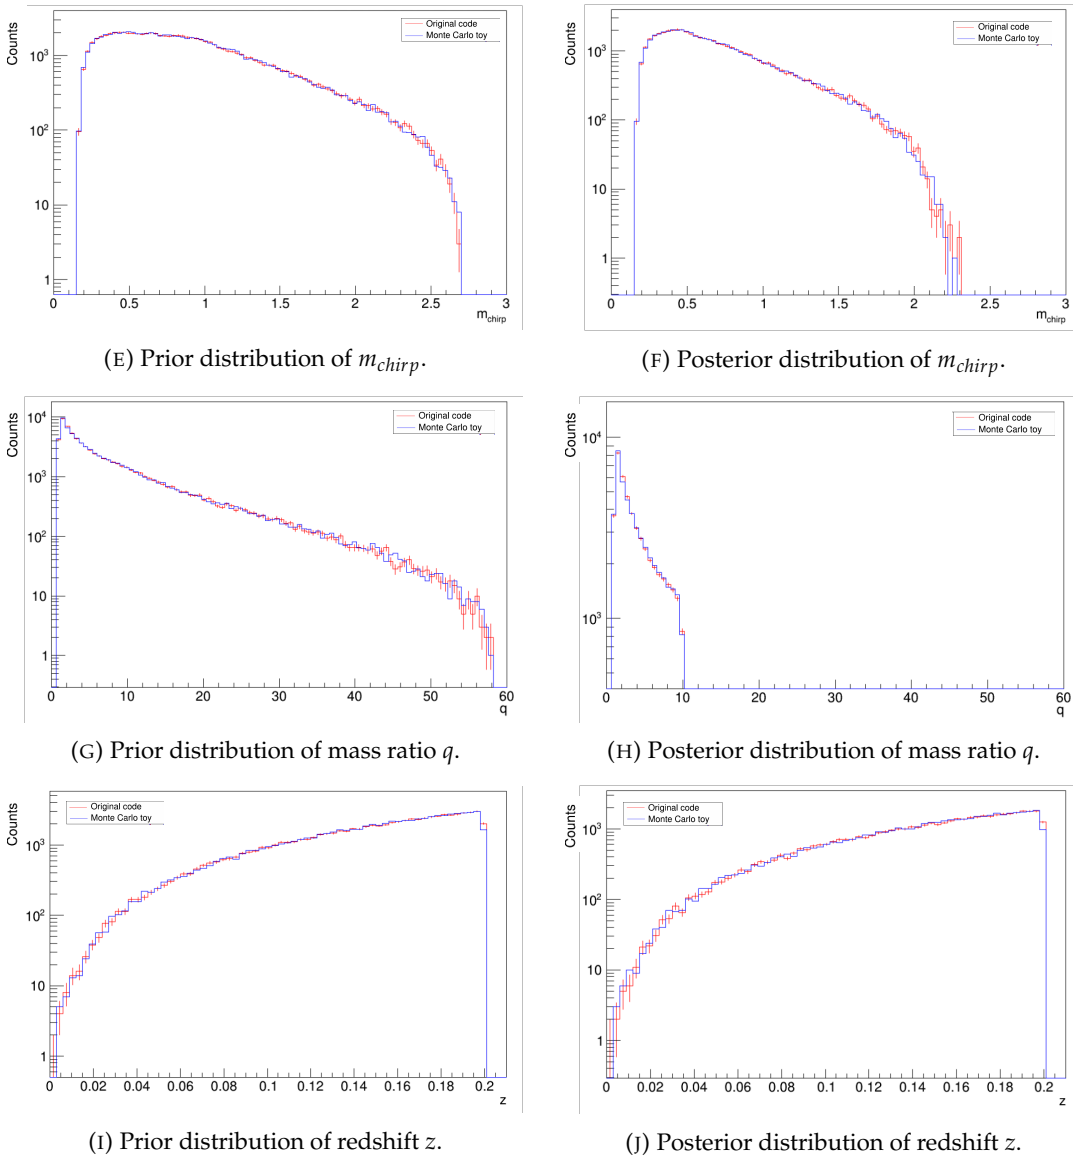 Counts
10³
10²
10
1
Original code
Monte Carlo toy
0 0.5 1 1.5 2 2.5 3
m_chirp
(E) Prior distribution of m_chirp.
Counts
10³
10²
10
1
Original code
Monte Carlo toy
0 0.5 1 1.5 2 2.5 3
m_chirp
(F) Posterior distribution of m_chirp.
Counts
10⁴
10³
10²
10
1
Original code
Monte Carlo toy
0 10 20 30 40 50 60
q
(G) Prior distribution of mass ratio q.
Counts
10⁴
10³
Original code
Monte Carlo toy
0 10 20 30 40 50 60
q
(H) Posterior distribution of mass ratio q.
Counts
10³
10²
10
1
Original code
Monte Carlo toy
0 0.02 0.04 0.06 0.08 0.1 0.12 0.14 0.16 0.18 0.2
z
(I) Prior distribution of redshift z.
Counts
10³
10²
10
1
Original code
Monte Carlo toy
0 0.02 0.04 0.06 0.08 0.1 0.12 0.14 0.16 0.18 0.2
z
(J) Posterior distribution of redshift z.